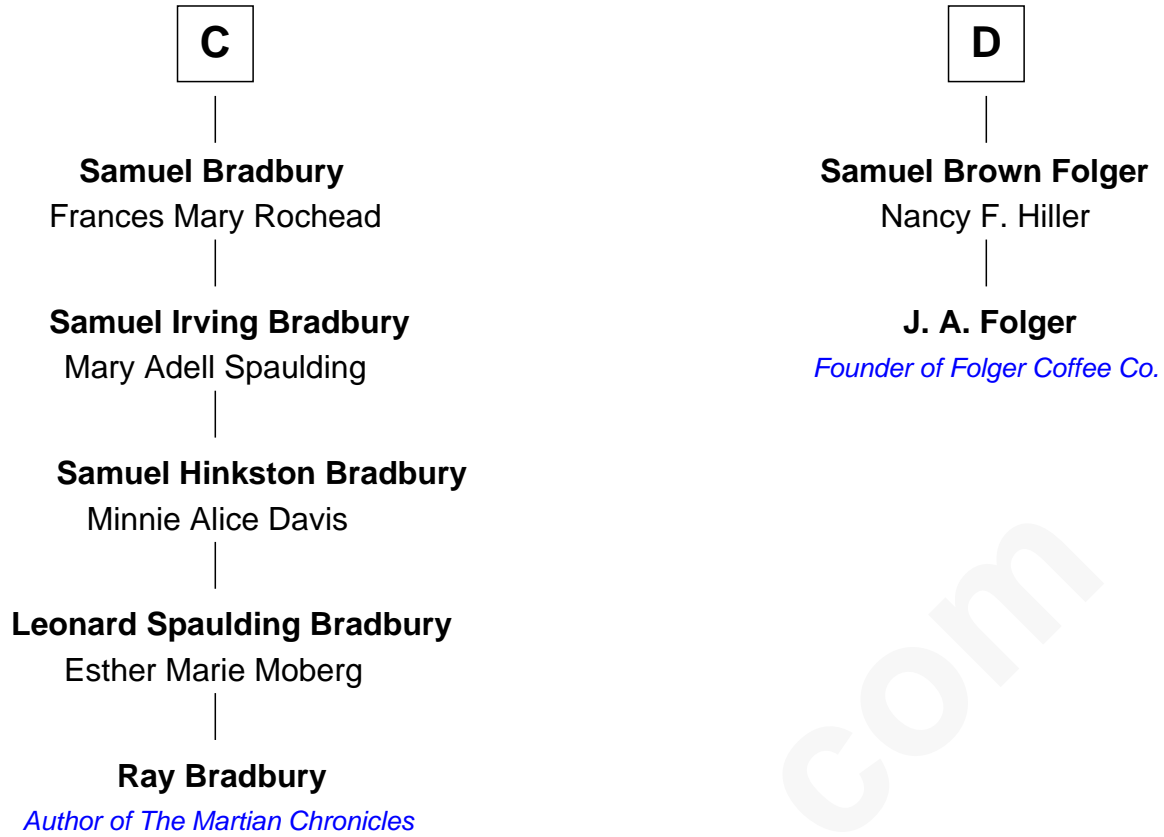 C
Samuel Bradbury
Frances Mary Rochead
Samuel Irving Bradbury
Mary Adell Spaulding
Samuel Hinkston Bradbury
Minnie Alice Davis
Leonard Spaulding Bradbury
Esther Marie Moberg
Ray Bradbury
Author of The Martian Chronicles
D
Samuel Brown Folger
Nancy F. Hiller
J. A. Folger
Founder of Folger Coffee Co.
com